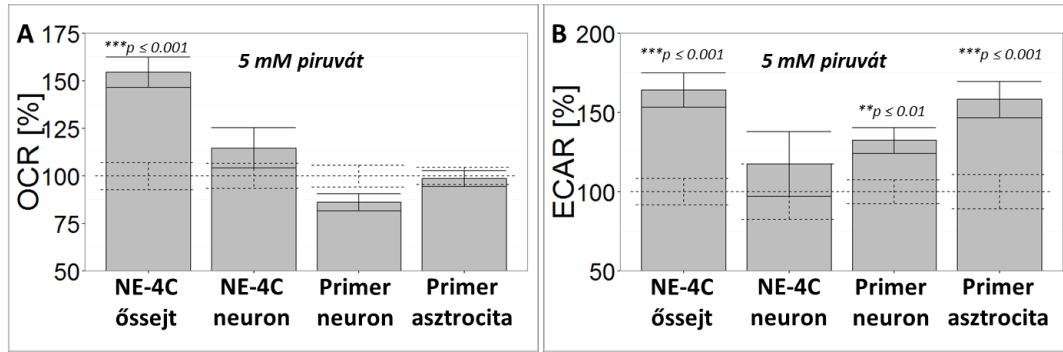 A
OCR [%]
175
150
125
100
75
50
***p ≤ 0.001
5 mM piruvát
NE-4C
őssejt
NE-4C
neuron
Primer
neuron
Primer
asztrocita
B
ECAR [%]
200
150
100
50
***p ≤ 0.001
5 mM piruvát
**p ≤ 0.01
***p ≤ 0.001
NE-4C
őssejt
NE-4C
neuron
Primer
neuron
Primer
asztrocita